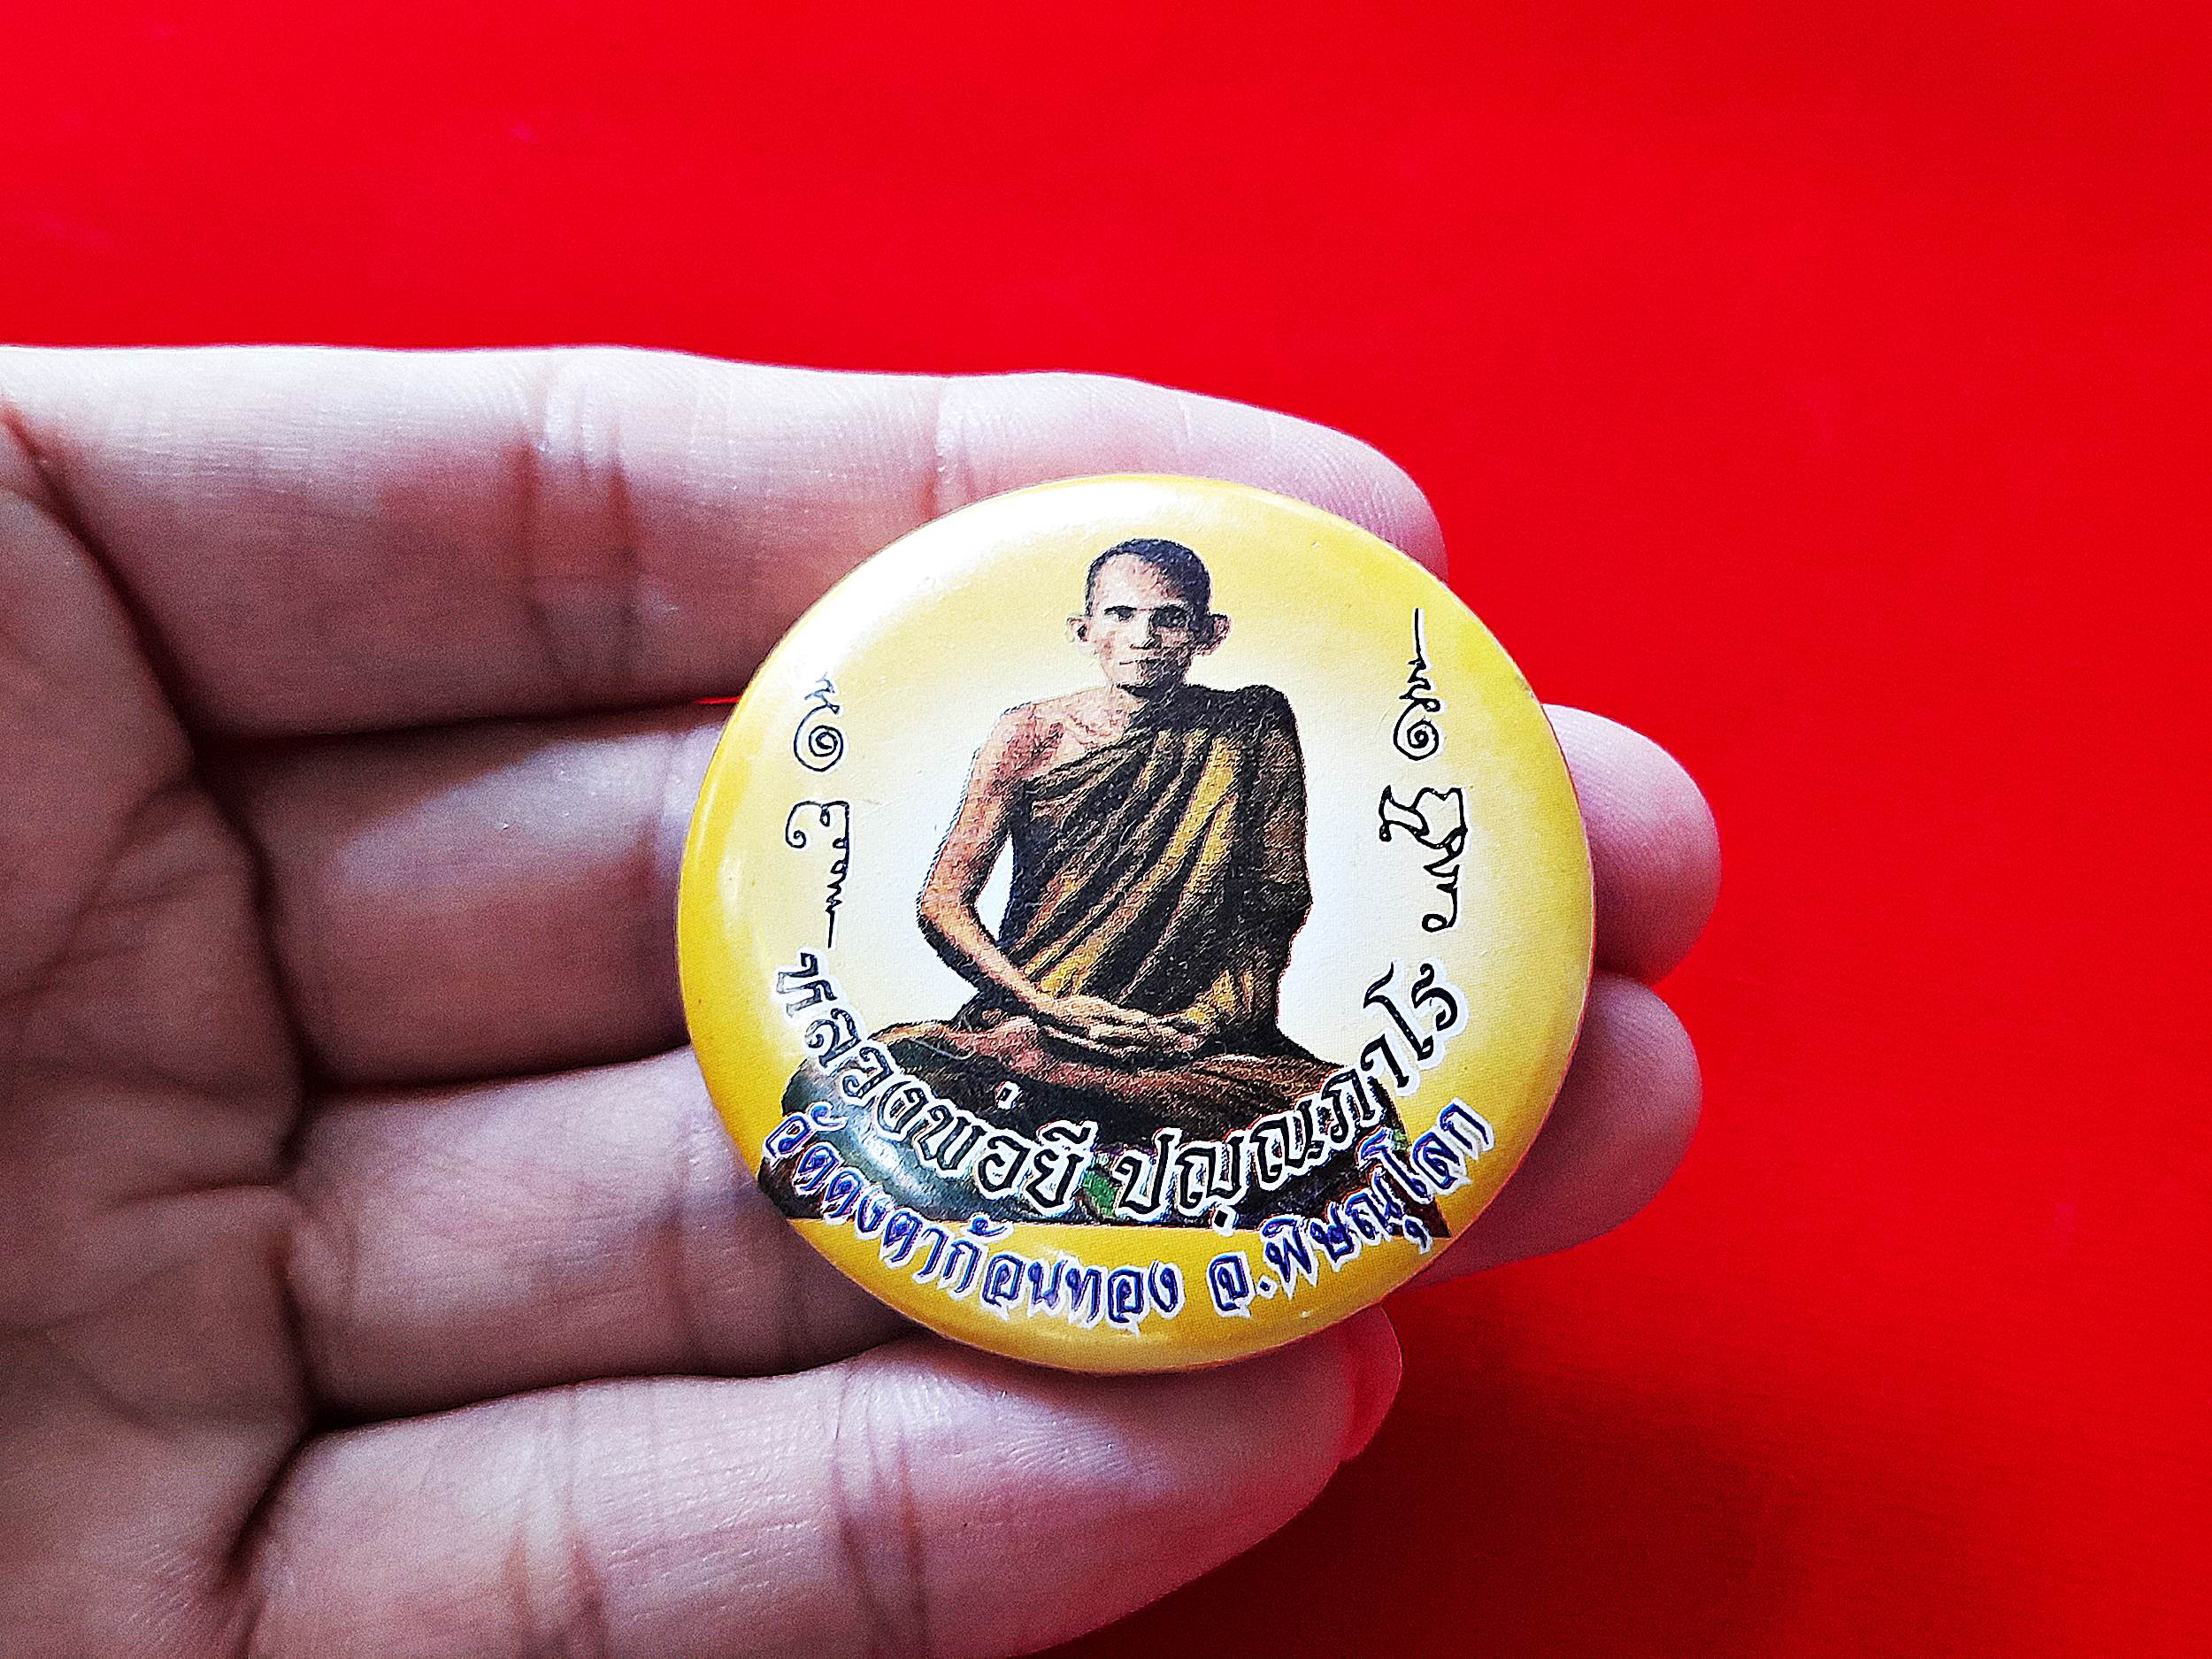 หลวงพ่อยี ปญฺณภาโร
วัดดงตาก้อนทอง จ.พิษณุโลก